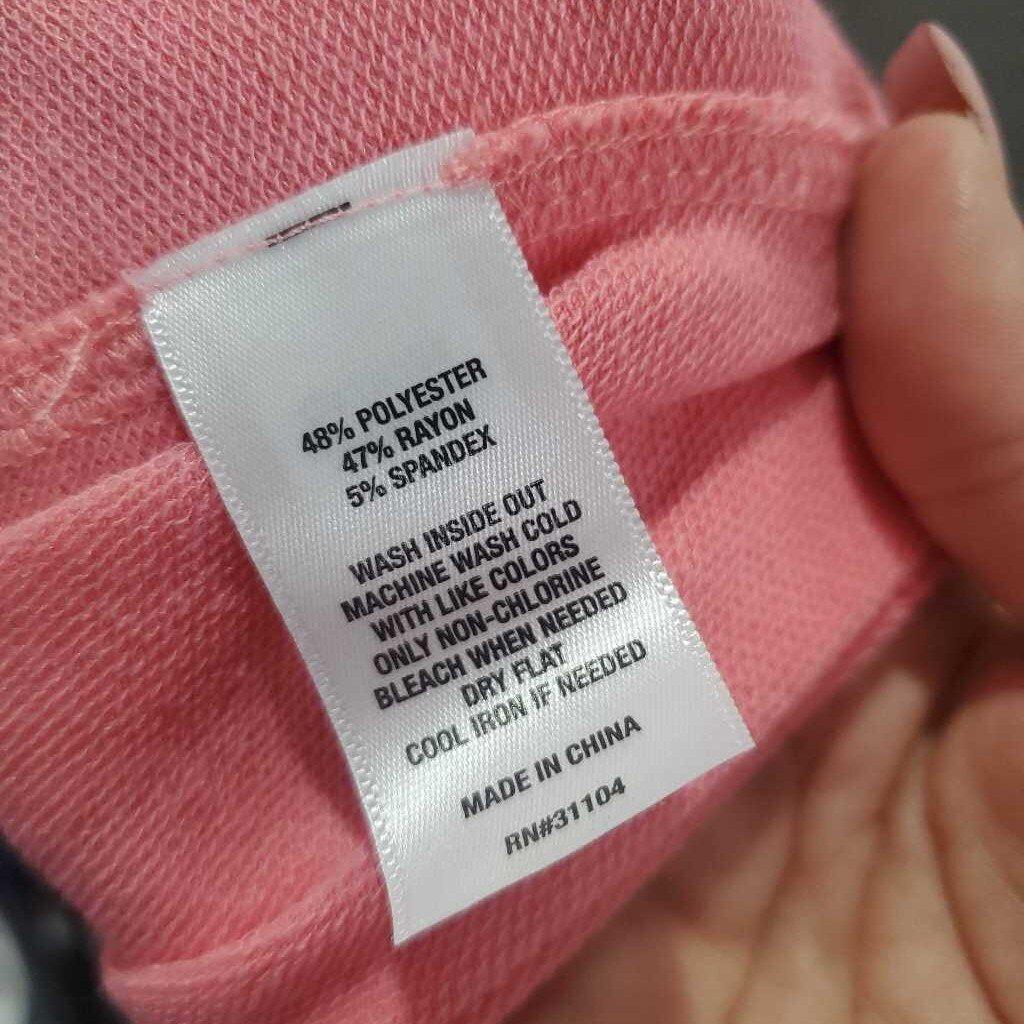 48% POLYESTER
47% RAYON
5% SPANDEX
WASH INSIDE OUT
MACHINE WASH COLD
WITH LIKE COLORS
ONLY NON-CHLORINE
BLEACH WHEN NEEDED
DRY FLAT
COOL IRON IF NEEDED
MADE IN CHINA
RN#31104